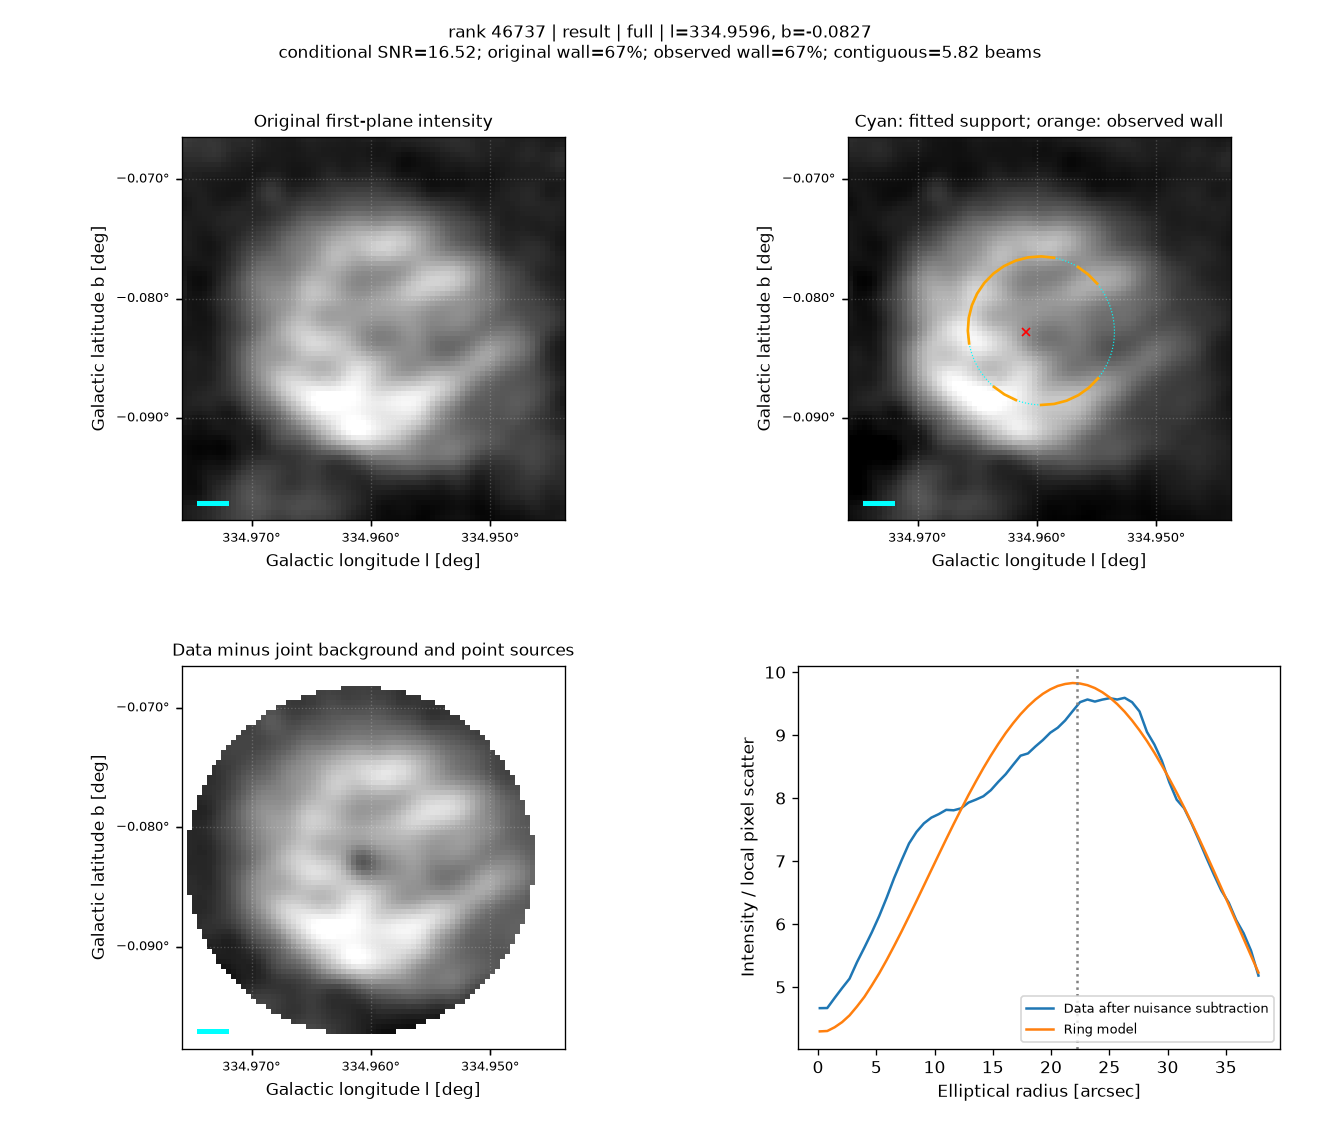 rank 46737 | result | full | l=334.9596, b=-0.0827
conditional SNR=16.52; original wall=67%; observed wall=67%; contiguous=5.82 beams
Original first-plane intensity
−0.070°
−0.080°
−0.090°
Galactic latitude b [deg]
334.970°
334.960°
334.950°
Galactic longitude l [deg]
Cyan: fitted support; orange: observed wall
−0.070°
−0.080°
−0.090°
Galactic latitude b [deg]
334.970°
334.960°
334.950°
Galactic longitude l [deg]
Data minus joint background and point sources
−0.070°
−0.080°
−0.090°
Galactic latitude b [deg]
334.970°
334.960°
334.950°
Galactic longitude l [deg]
10
9
8
7
6
5
Intensity / local pixel scatter
Data after nuisance subtraction
Ring model
0
5
10
15
20
25
30
35
Elliptical radius [arcsec]